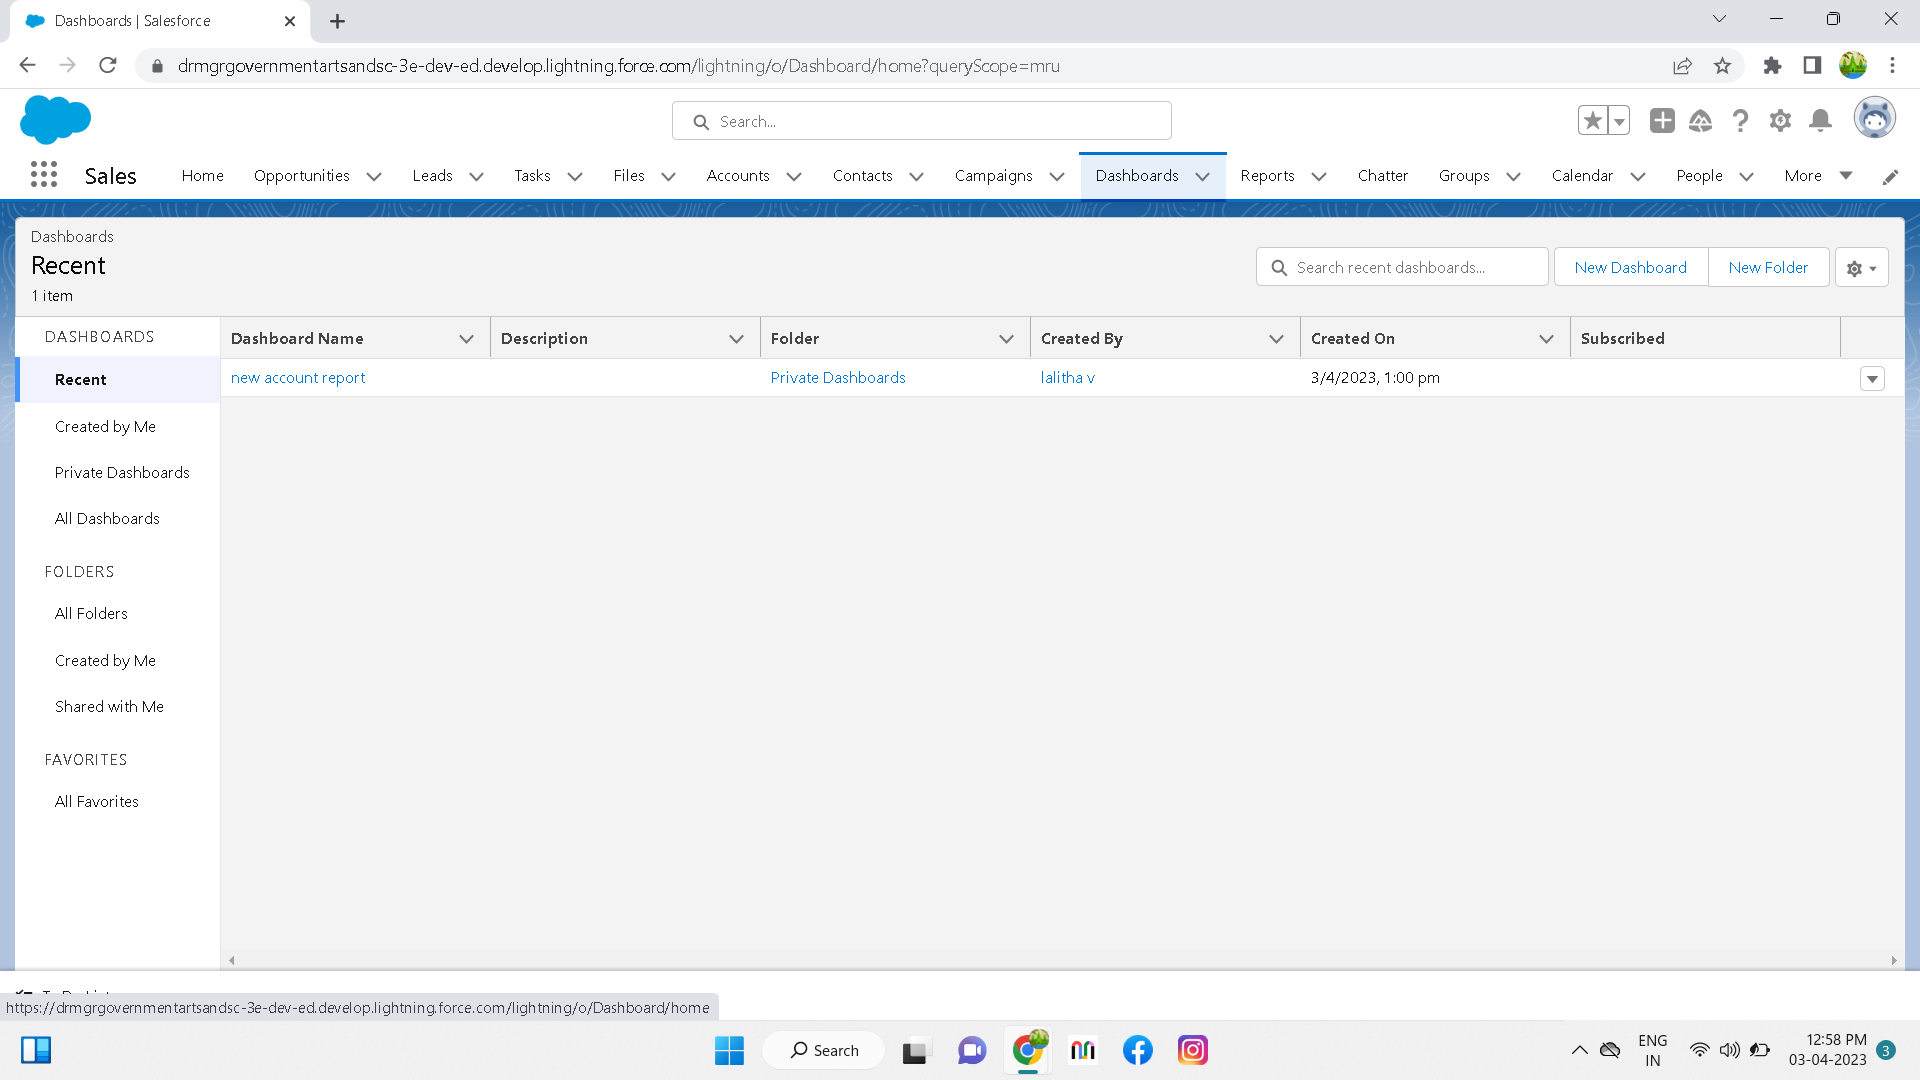 Dashboards | Salesforce
drmgrgovernmentartsandsc-3e-dev-ed.develop.lightning.force.com/lightning/o/Dashboard/home?queryScope=mru
Search...
Sales
Home
Opportunities
Leads
Tasks
Files
Accounts
Contacts
Campaigns
Dashboards
Reports
Chatter
Groups
Calendar
People
More
Dashboards
Recent
1 item
Search recent dashboards...
New Dashboard
New Folder
DASHBOARDS
Recent
Created by Me
Private Dashboards
All Dashboards
FOLDERS
All Folders
Created by Me
Shared with Me
FAVORITES
All Favorites
Dashboard Name
Description
Folder
Created By
Created On
Subscribed
new account report
Private Dashboards
lalitha v
3/4/2023, 1:00 pm
https://drmgrgovernmentartsandsc-3e-dev-ed.develop.lightning.force.com/lightning/o/Dashboard/home
Search
ENG
IN
12:58 PM
03-04-2023
3